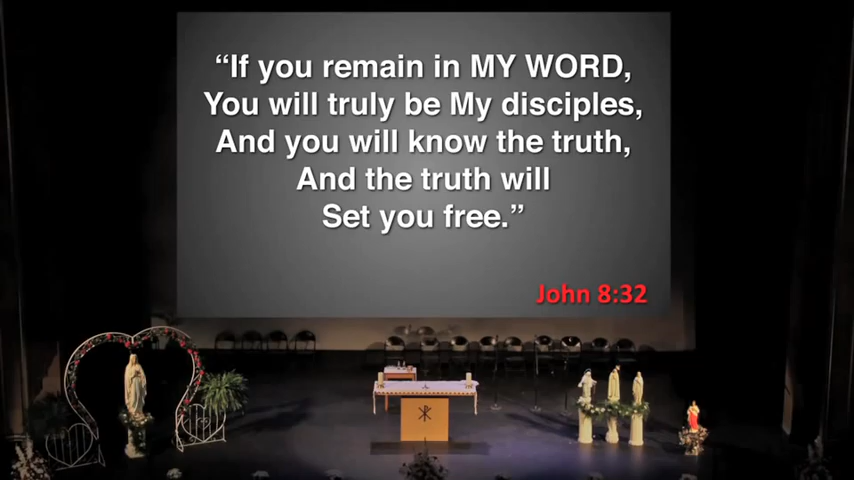 “If you remain in MY WORD,
You will truly be My disciples,
And you will know the truth,
And the truth will
Set you free.”
John 8:32